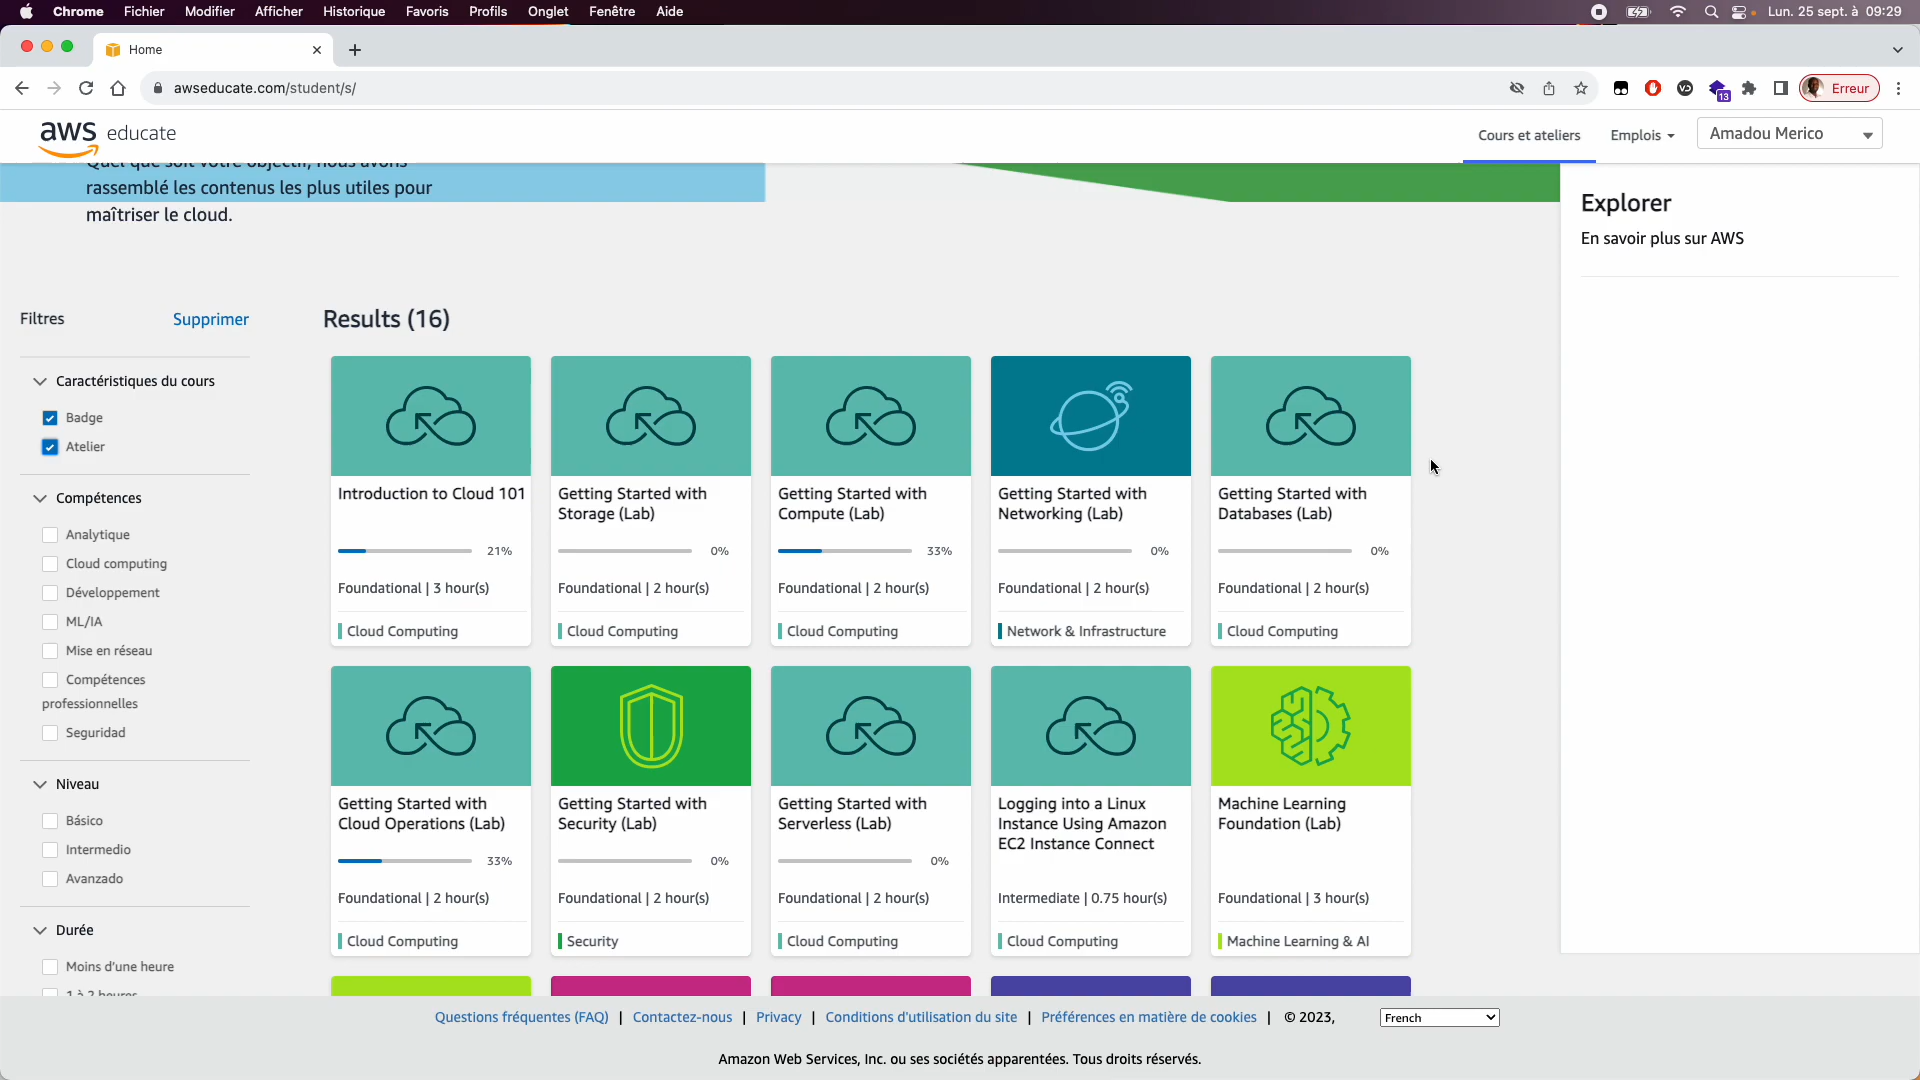 Chrome Fichier Modifier Afficher Historique Favoris Profils Onglet Fenêtre Aide
Lun. 25 sept. à 09:29
Home
awseducate.com/student/s/
13
Erreur
aws educate
Cours et ateliers
Emplois
Amadou Merico
Quel que soit votre objectif, nous avons
rassemblé les contenus les plus utiles pour
maîtriser le cloud.
Explorer
En savoir plus sur AWS
Filtres
Supprimer
Caractéristiques du cours
Badge
Atelier
Compétences
Analytique
Cloud computing
Développement
ML/IA
Mise en réseau
Compétences
professionnelles
Seguridad
Niveau
Básico
Intermedio
Avanzado
Durée
Moins d'une heure
1 à 2 heures
Results (16)
Introduction to Cloud 101
21%
Foundational | 3 hour(s)
Cloud Computing
Getting Started with
Storage (Lab)
0%
Foundational | 2 hour(s)
Cloud Computing
Getting Started with
Compute (Lab)
33%
Foundational | 2 hour(s)
Cloud Computing
Getting Started with
Networking (Lab)
0%
Foundational | 2 hour(s)
Network & Infrastructure
Getting Started with
Databases (Lab)
0%
Foundational | 2 hour(s)
Cloud Computing
Getting Started with
Cloud Operations (Lab)
33%
Foundational | 2 hour(s)
Cloud Computing
Getting Started with
Security (Lab)
0%
Foundational | 2 hour(s)
Security
Getting Started with
Serverless (Lab)
0%
Foundational | 2 hour(s)
Cloud Computing
Logging into a Linux
Instance Using Amazon
EC2 Instance Connect
Intermediate | 0.75 hour(s)
Cloud Computing
Machine Learning
Foundation (Lab)
Foundational | 3 hour(s)
Machine Learning & AI
Questions fréquentes (FAQ) | Contactez-nous | Privacy | Conditions d'utilisation du site | Préférences en matière de cookies | © 2023,
French
Amazon Web Services, Inc. ou ses sociétés apparentées. Tous droits réservés.